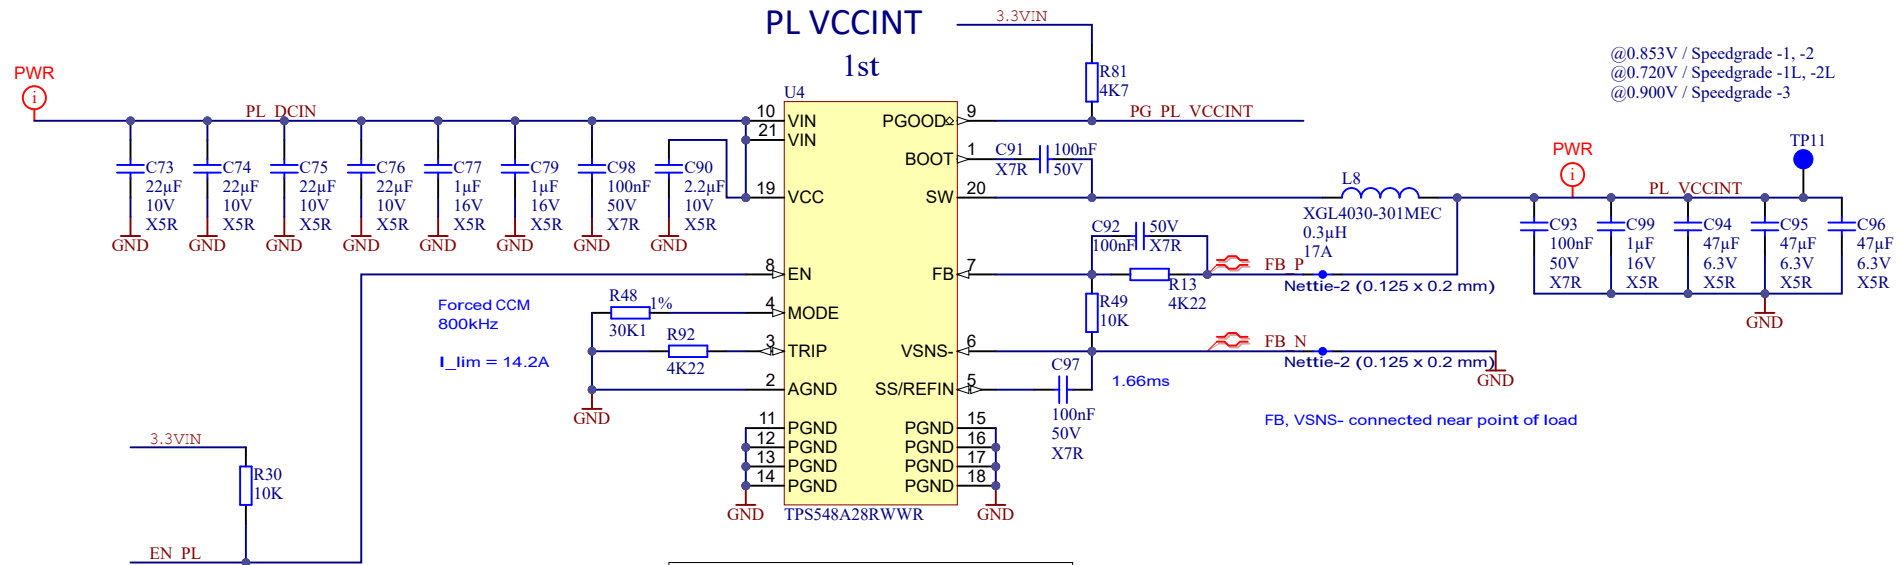 PL VCCINT
1st
3.3VIN
R81
4K7
@0.853V / Speedgrade -1, -2
@0.720V / Speedgrade -1L, -2L
@0.900V / Speedgrade -3
PWR
i
PL_DCIN
U4
10
VIN
21
VIN
19
VCC
8
EN
4
MODE
3
TRIP
2
AGND
11
PGND
12
PGND
13
PGND
14
PGND
PGOOD
9
PG_PL_VCCINT
BOOT
1
SW
20
FB
7
VSNS-
6
SS/REFIN
5
PGND
15
PGND
16
PGND
17
PGND
18
TPS548A28RWWR
C73
22µF
10V
X5R
GND
C74
22µF
10V
X5R
GND
C75
22µF
10V
X5R
GND
C76
22µF
10V
X5R
GND
C77
1µF
16V
X5R
GND
C79
1µF
16V
X5R
GND
C98
100nF
50V
X7R
GND
C90
2.2µF
10V
X5R
GND
C91
100nF
X7R
50V
L8
XGL4030-301MEC
0.3µH
17A
C92
50V
100nF
X7R
FB_P
R13
4K22
Nettie-2 (0.125 x 0.2 mm)
R49
10K
FB_N
Nettie-2 (0.125 x 0.2 mm)
GND
C97
100nF
50V
X7R
1.66ms
FB, VSNS- connected near point of load
PWR
i
PL_VCCINT
TP11
C93
100nF
50V
X7R
C99
1µF
16V
X5R
C94
47µF
6.3V
X5R
C95
47µF
6.3V
X5R
C96
47µF
6.3V
X5R
GND
Forced CCM
800kHz
I_lim = 14.2A
R48
1%
30K1
R92
4K22
GND
GND
GND
3.3VIN
R30
10K
EN_PL